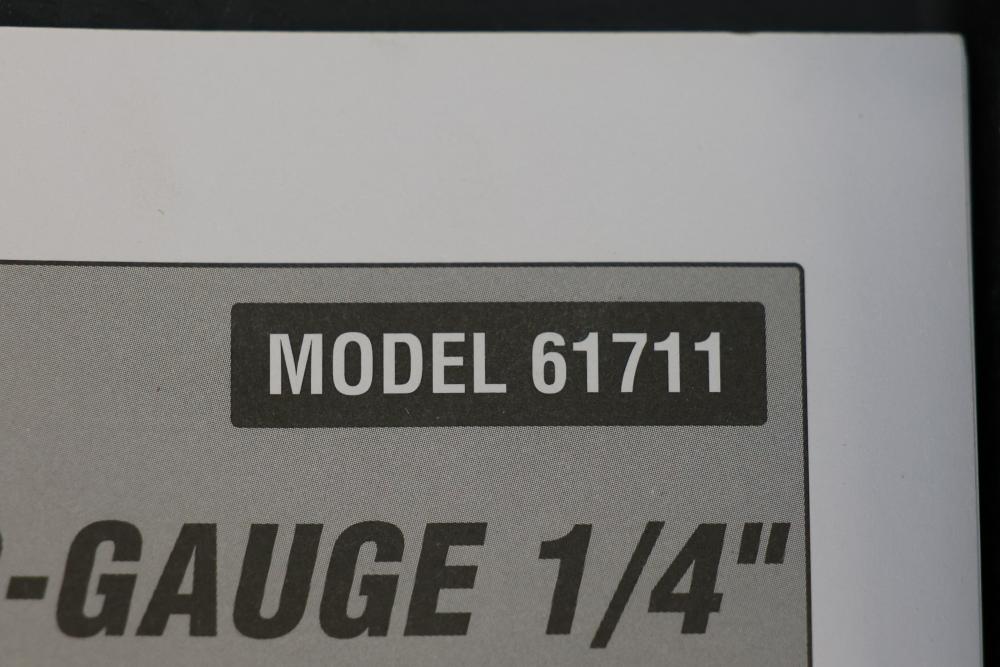 MODEL 61711
-GAUGE 1/4"